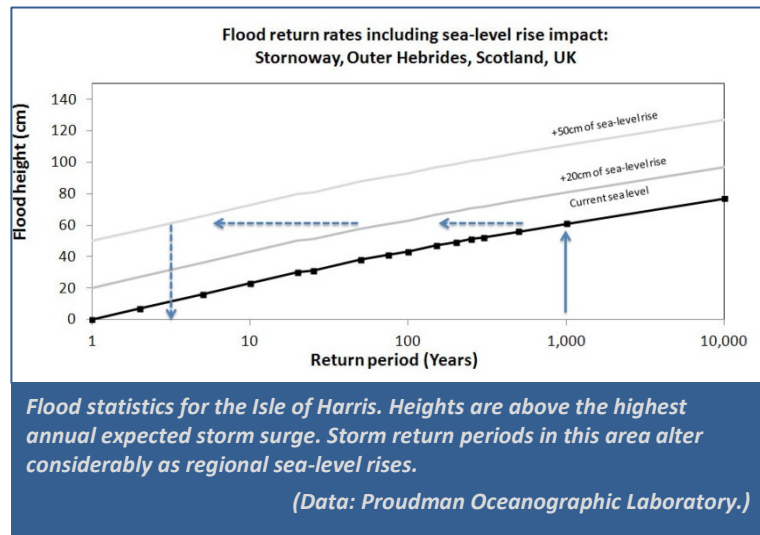 Flood return rates including sea-level rise impact:
Stornoway, Outer Hebrides, Scotland, UK
Flood height (cm)
140
120
100
80
60
40
20
0
+50cm of sea-level rise
+20cm of sea-level rise
Current sea level
1
10
100
1,000
10,000
Return period (Years)
Flood statistics for the Isle of Harris. Heights are above the highest
annual expected storm surge. Storm return periods in this area alter
considerably as regional sea-level rises.
(Data: Proudman Oceanographic Laboratory.)